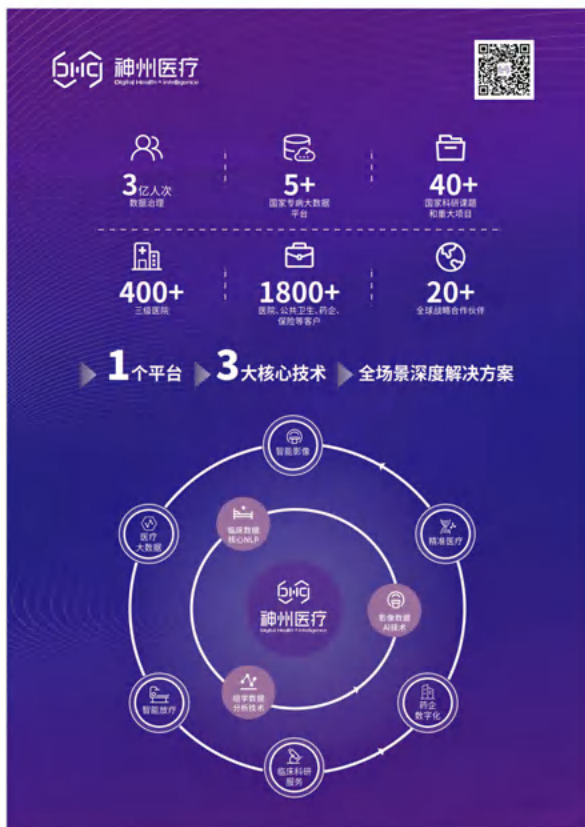 bmg 神州医疗
Digital Health + Intelligence
3亿人次
数据治理
5+
国家专病大数据
平台
40+
国家科研课题
和重大项目
400+
三级医院
1800+
医院、公共卫生、药企、
保险等客户
20+
全球战略合作伙伴
1个平台
3大核心技术
全场景深度解决方案
智能影像
医疗
大数据
临床数据
核心NLP
精准医疗
bmg
神州医疗
Digital Health + Intelligence
影像数据
AI技术
组学数据
分析技术
智能放疗
药企
数字化
临床科研
服务